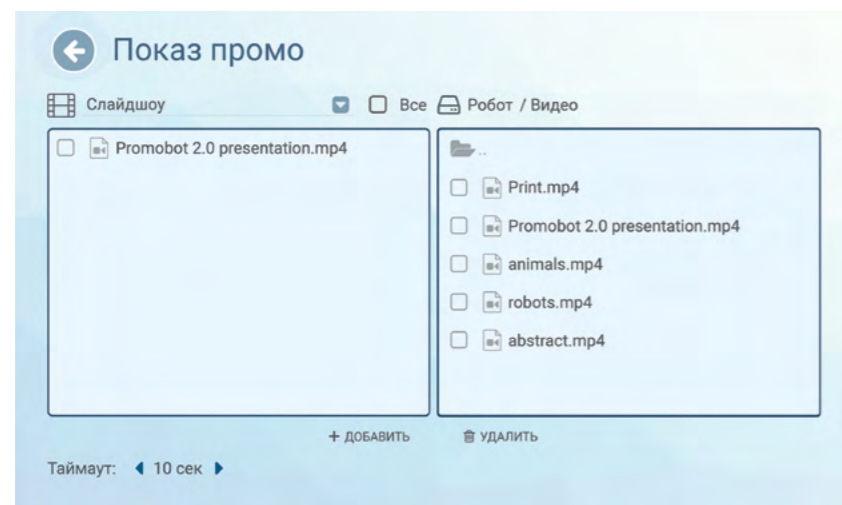 Показ промо
Слайдшоу
Все
Робот / Видео
Promobot 2.0 presentation.mp4
..
Print.mp4
Promobot 2.0 presentation.mp4
animals.mp4
robots.mp4
abstract.mp4
+ ДОБАВИТЬ
УДАЛИТЬ
Таймаут: 10 сек